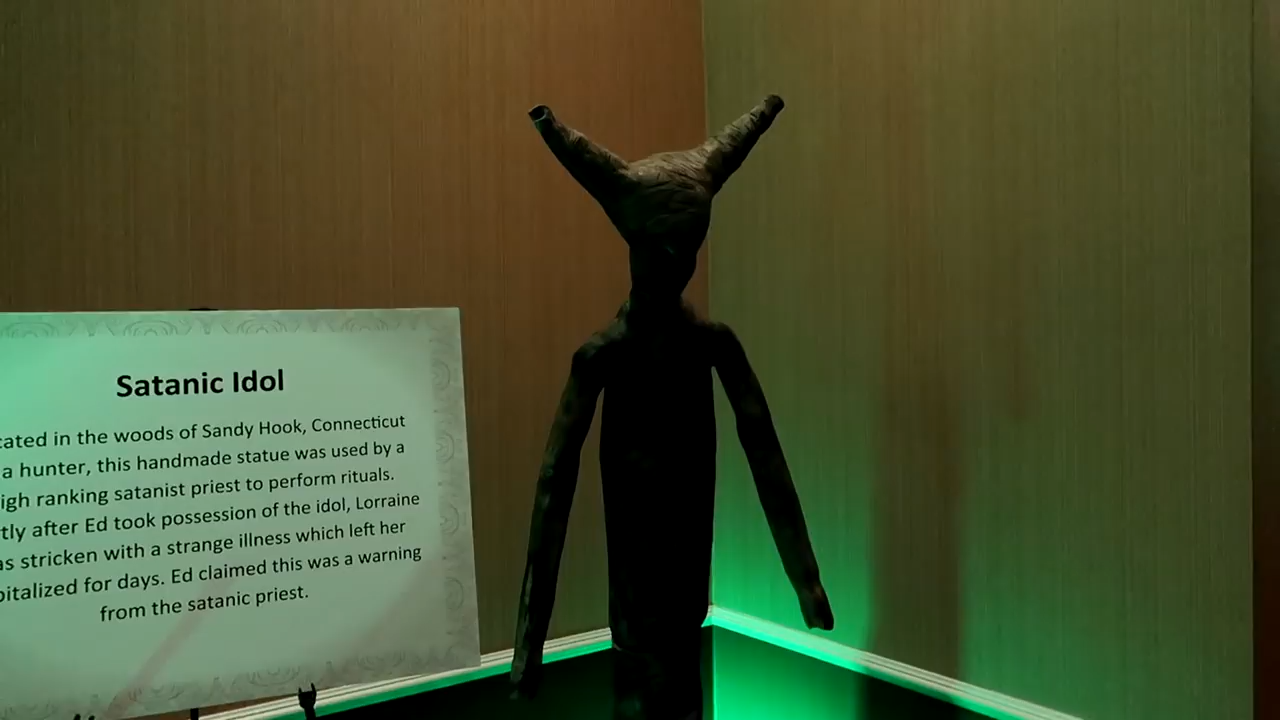 Satanic Idol
cated in the woods of Sandy Hook, Connecticut
a hunter, this handmade statue was used by a
igh ranking satanist priest to perform rituals.
tly after Ed took possession of the idol, Lorraine
as stricken with a strange illness which left her
pitalized for days. Ed claimed this was a warning
from the satanic priest.